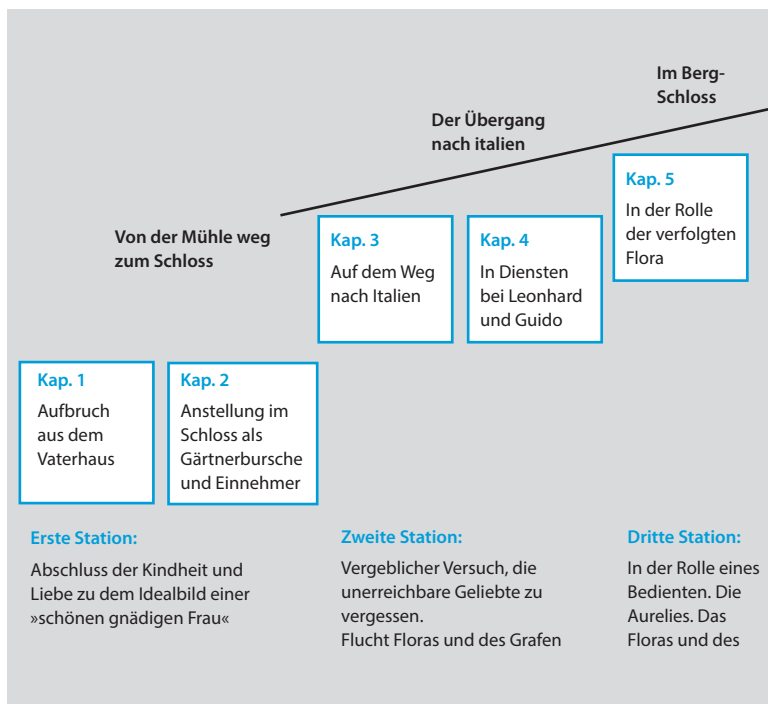 Im Berg-
Schloss
Der Übergang
nach italien
Von der Mühle weg
zum Schloss
Kap. 5
In der Rolle
der verfolgten
Flora
Kap. 3
Auf dem Weg
nach Italien
Kap. 4
In Diensten
bei Leonhard
und Guido
Kap. 1
Aufbruch
aus dem
Vaterhaus
Kap. 2
Anstellung im
Schloss als
Gärtnerbursche
und Einnehmer
Erste Station:
Abschluss der Kindheit und
Liebe zu dem Idealbild einer
»schönen gnädigen Frau«
Zweite Station:
Vergeblicher Versuch, die
unerreichbare Geliebte zu
vergessen.
Flucht Floras und des Grafen
Dritte Station:
In der Rolle eines
Bedienten. Die
Aurelies. Das
Floras und des